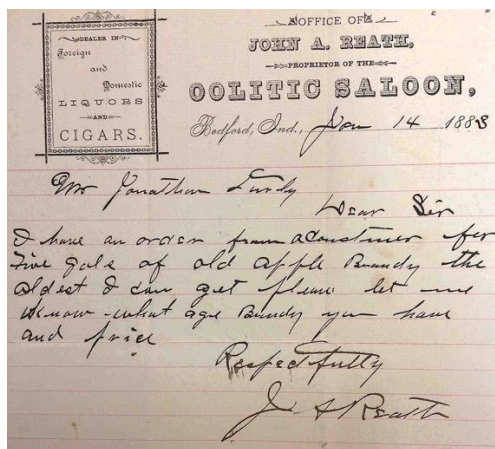 DEALER IN
Foreign
and
Domestic
LIQUORS
AND
CIGARS.
OFFICE OF
JOHN A. REATH,
PROPRIETOR OF THE
OOLITIC SALOON,
Bedford, Ind., Jan 14 1888
Mr Jonathan Turdy
Dear Sir
I have an order from a Coustmer for
Five gals of old apple Brandy the
oldest I can get please let me
know what age Brandy you have
and price
Respectfully
J A Reath